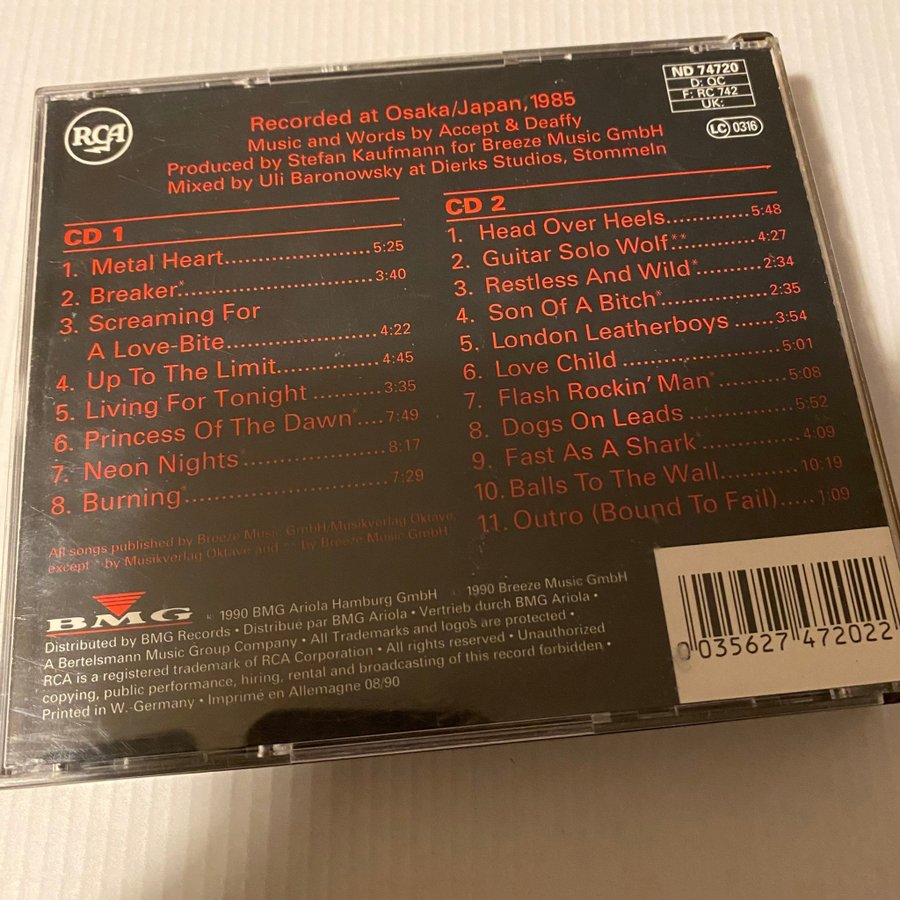 RCA
ND 74720
D: OC
F: RC 742
UK:
LC 0316
Recorded at Osaka/Japan, 1985
Music and Words by Accept & Deaffy
Produced by Stefan Kaufmann for Breeze Music GmbH
Mixed by Uli Baronowsky at Dierks Studios, Stommeln
CD 1
1. Metal Heart.................5:25
2. Breaker*....................3:40
3. Screaming For
A Love-Bite................4:22
4. Up To The Limit............4:45
5. Living For Tonight ........3:35
6. Princess Of The Dawn*....7:49
7. Neon Nights*...............8:17
8. Burning*....................7:29
CD 2
1. Head Over Heels............5:48
2. Guitar Solo Wolf**.........4:27
3. Restless And Wild*.........2:34
4. Son Of A Bitch*............2:35
5. London Leatherboys ......3:54
6. Love Child..................5:01
7. Flash Rockin' Man*........5:08
8. Dogs On Leads.............5:52
9. Fast As A Shark*...........4:09
10. Balls To The Wall..........10:19
11. Outro (Bound To Fail).....1:09
All songs published by Breeze Music GmbH/Musikverlag Oktave,
except * by Musikverlag Oktave and ** by Breeze Music GmbH
BMG
℗ 1990 BMG Ariola Hamburg GmbH © 1990 Breeze Music GmbH
Distributed by BMG Records • Distribué par BMG Ariola • Vertrieb durch BMG Ariola •
A Bertelsmann Music Group Company • All Trademarks and logos are protected •
RCA is a registered trademark of RCA Corporation • All rights reserved • Unauthorized
copying, public performance, hiring, rental and broadcasting of this record forbidden •
Printed in W.-Germany • Imprimé en Allemagne 08/90
0 035627 472022